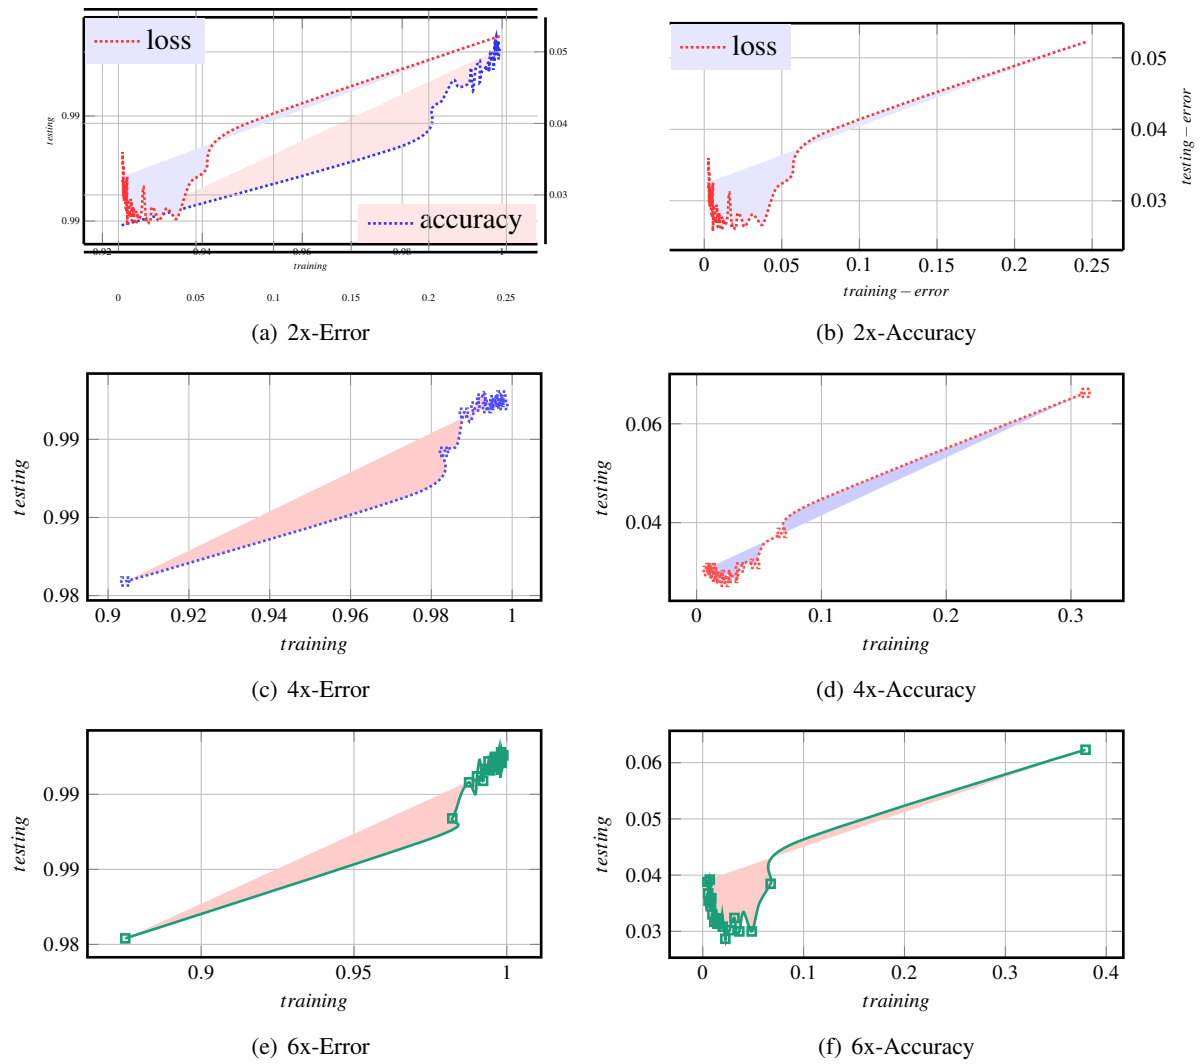 loss
accuracy
0.99
0.99
testing
0.05
0.04
0.03
0.92 0.94 0.96 0.98 1
training
0 0.05 0.1 0.15 0.2 0.25
(a) 2x-Error
loss
0.05
0.04
0.03
testing − error
0 0.05 0.1 0.15 0.2 0.25
training − error
(b) 2x-Accuracy
0.99
0.99
0.98
testing
0.9 0.92 0.94 0.96 0.98 1
training
(c) 4x-Error
0.06
0.04
testing
0 0.1 0.2 0.3
training
(d) 4x-Accuracy
0.99
0.99
0.98
testing
0.9 0.95 1
training
(e) 6x-Error
0.06
0.05
0.04
0.03
testing
0 0.1 0.2 0.3 0.4
training
(f) 6x-Accuracy